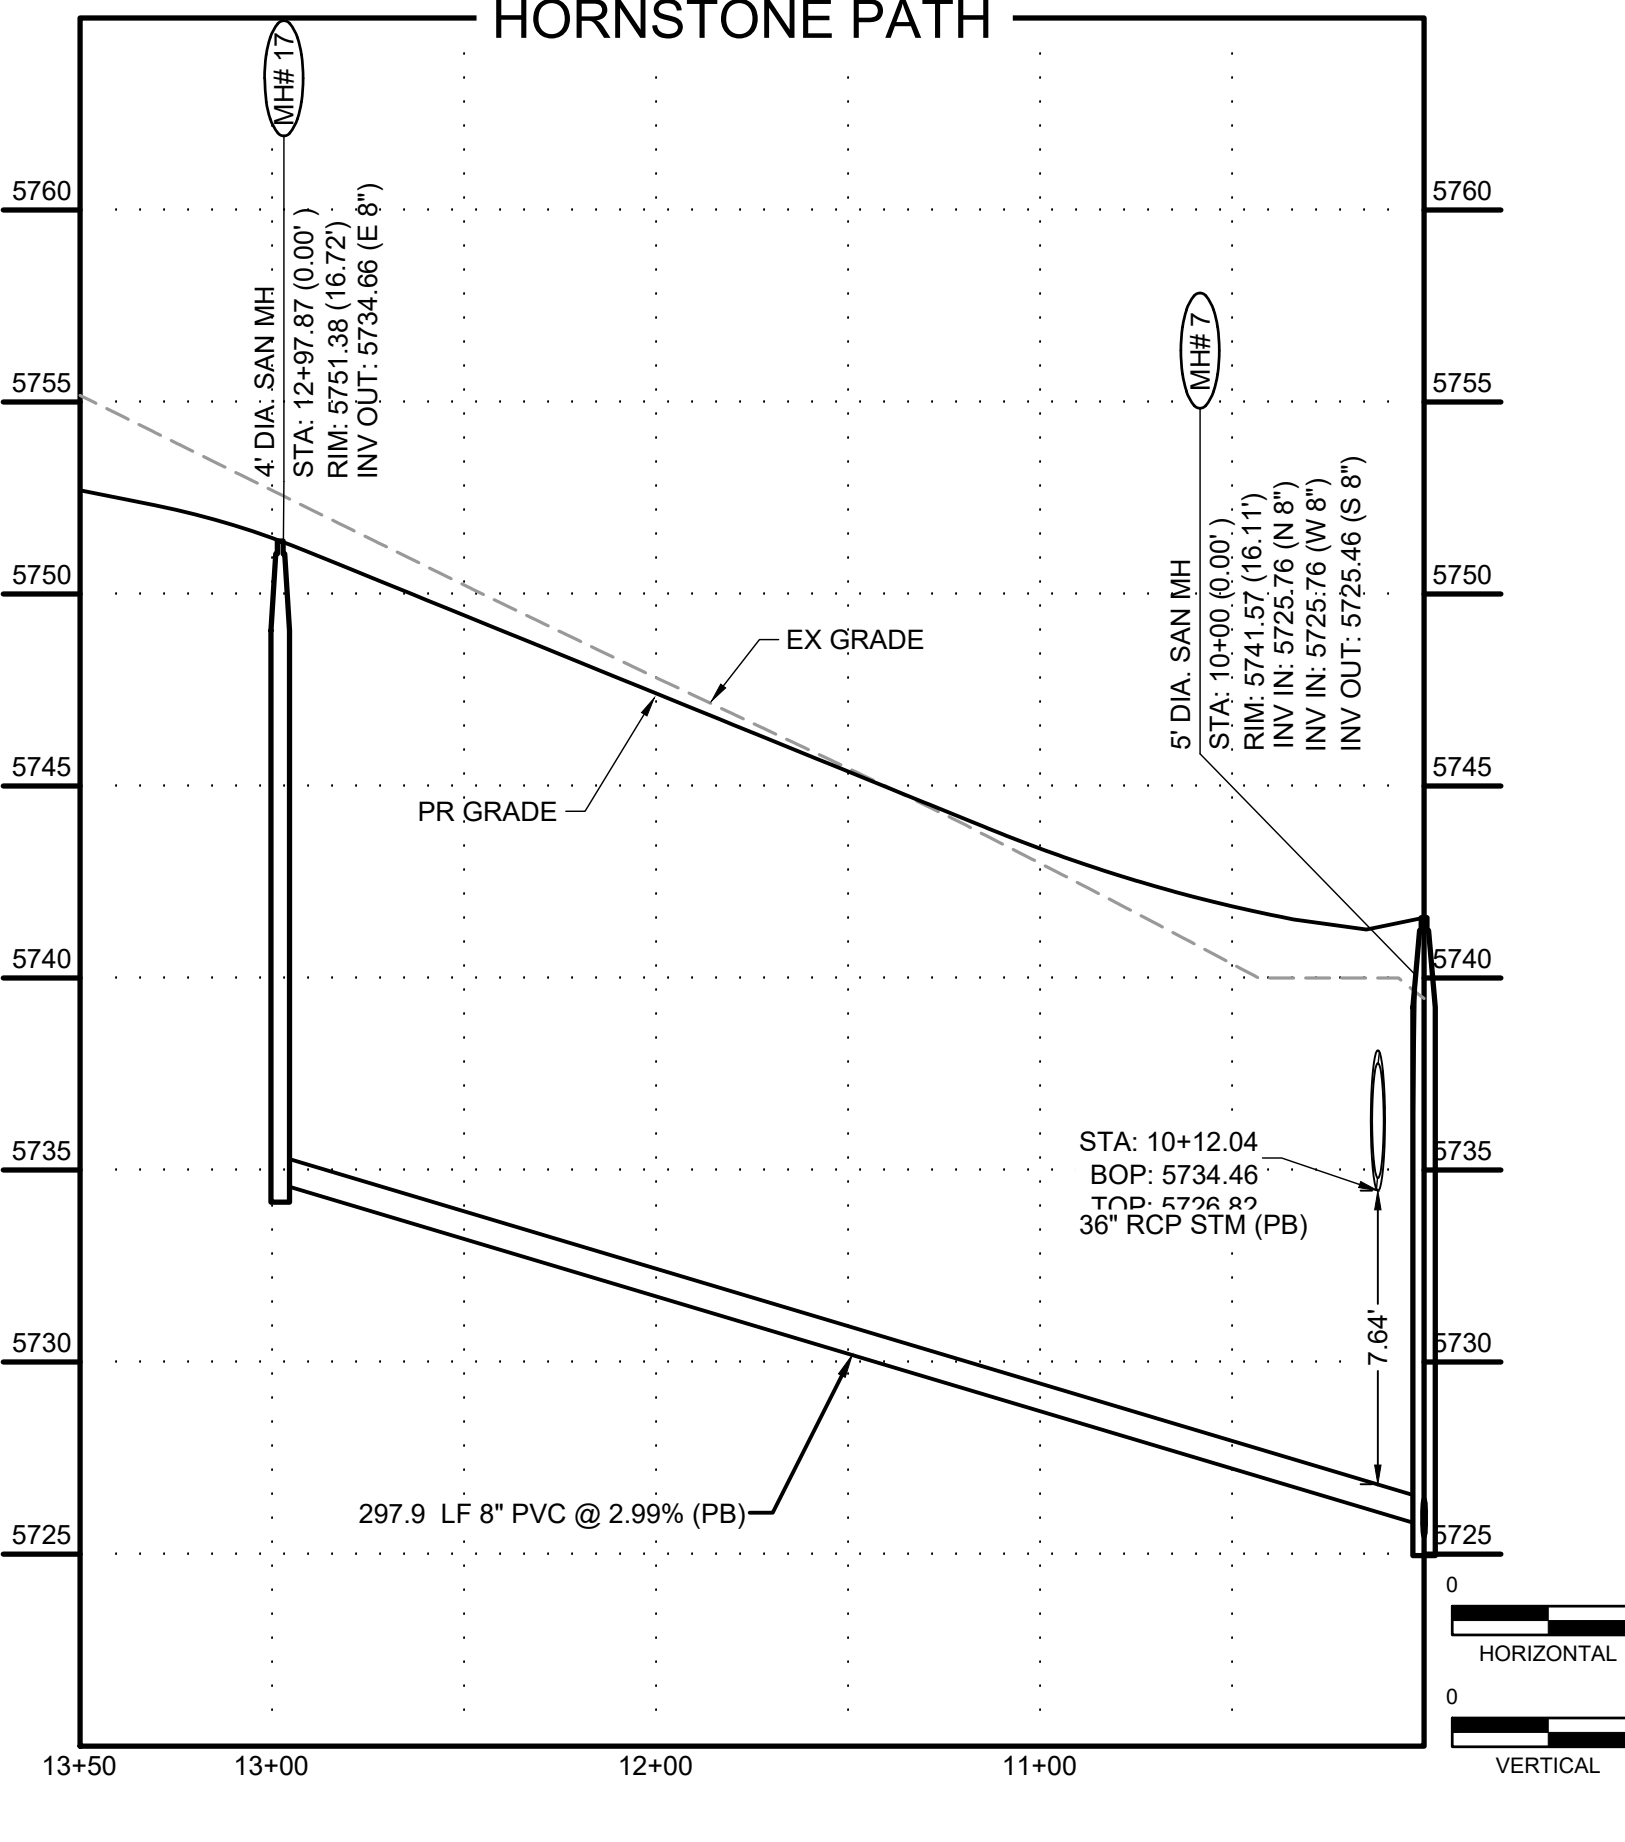 HORNSTONE PATH
MH# 17
4' DIA. SAN MH
STA: 12+97.87 (0.00' )
RIM: 5751.38 (16.72')
INV OUT: 5734.66 (E 8")
MH# 7
5' DIA. SAN MH
STA: 10+00 (0.00' )
RIM: 5741.57 (16.11')
INV IN: 5725.76 (N 8")
INV IN: 5725.76 (W 8")
INV OUT: 5725.46 (S 8")
5760
5755
5750
5745
5740
5735
5730
5725
5760
5755
5750
5745
5740
5735
5730
5725
EX GRADE
PR GRADE
STA: 10+12.04
BOP: 5734.46
TOP: 5726.82
36" RCP STM (PB)
7.64'
297.9 LF 8" PVC @ 2.99% (PB)
0
HORIZONTAL
0
VERTICAL
13+50
13+00
12+00
11+00